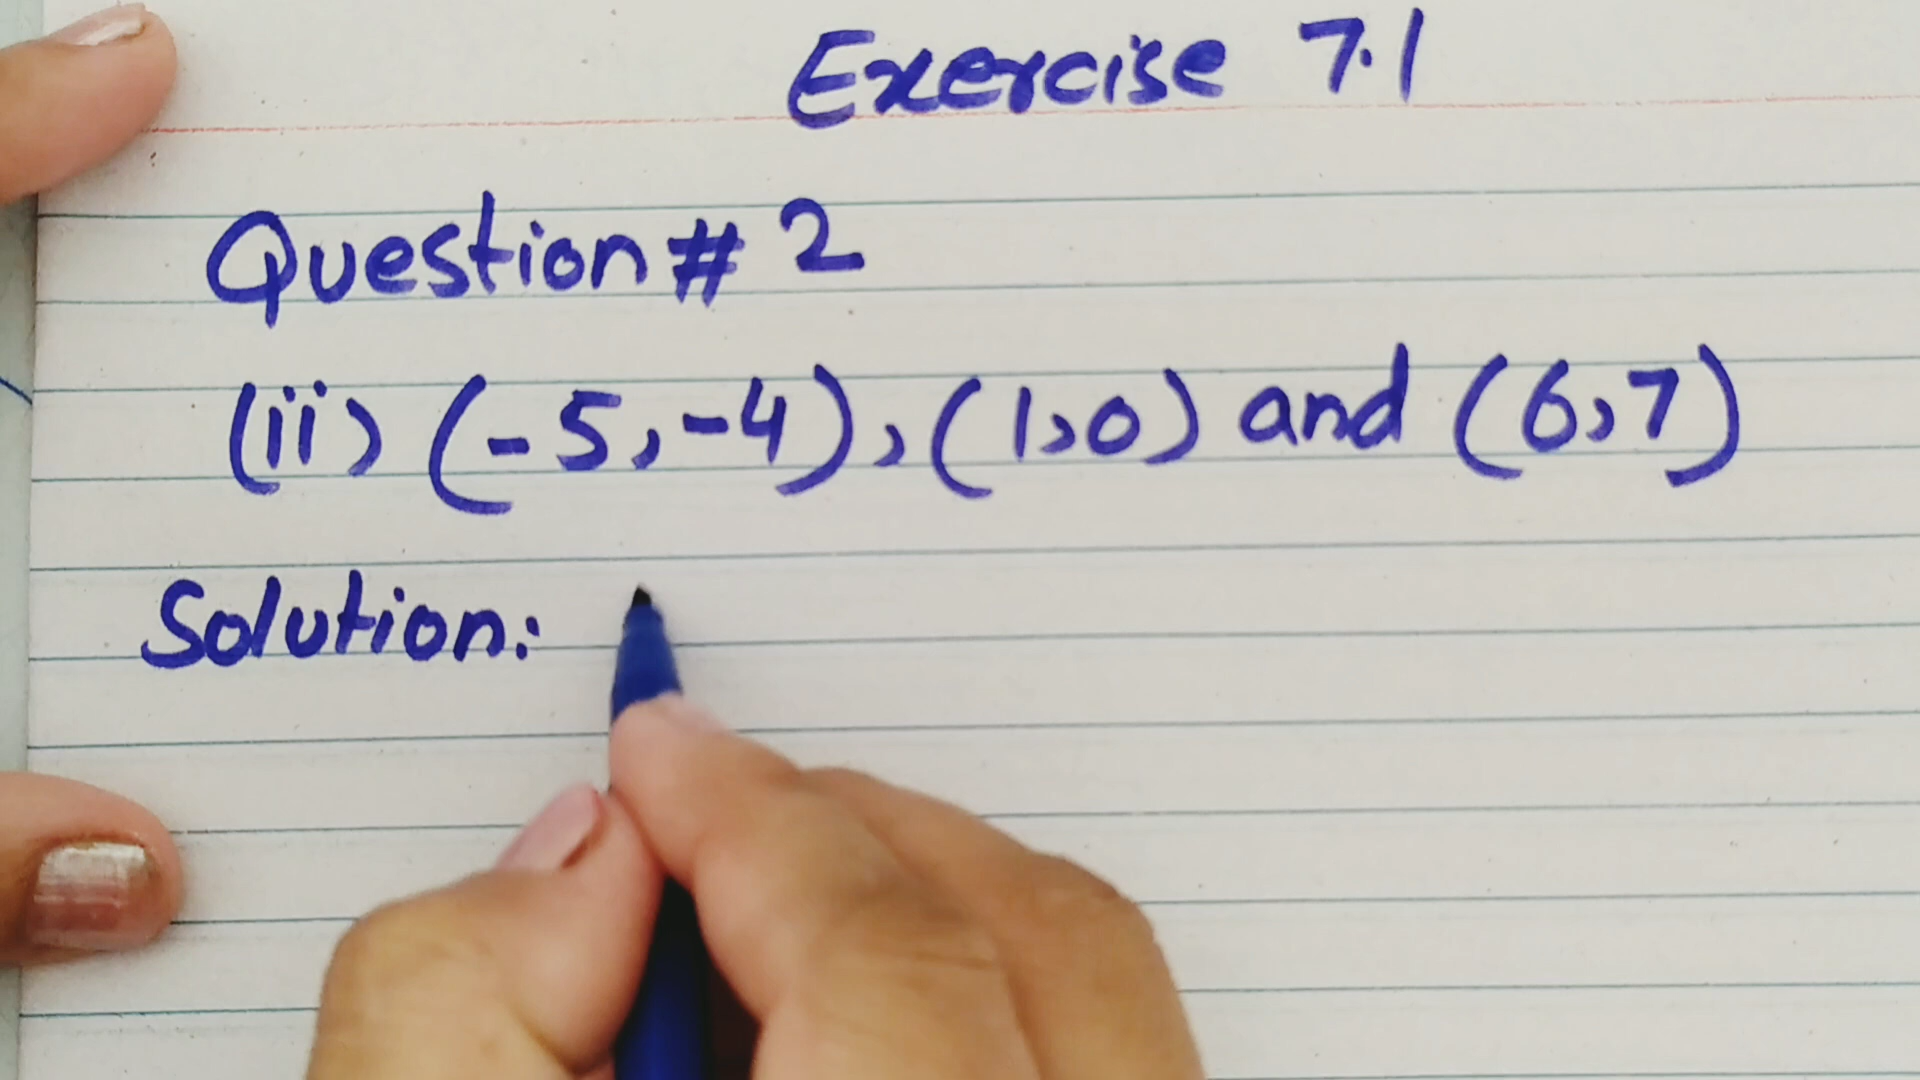 Exercise 7.1
Question # 2
(ii) (-5,-4), (1,0) and (6,7)
Solution: